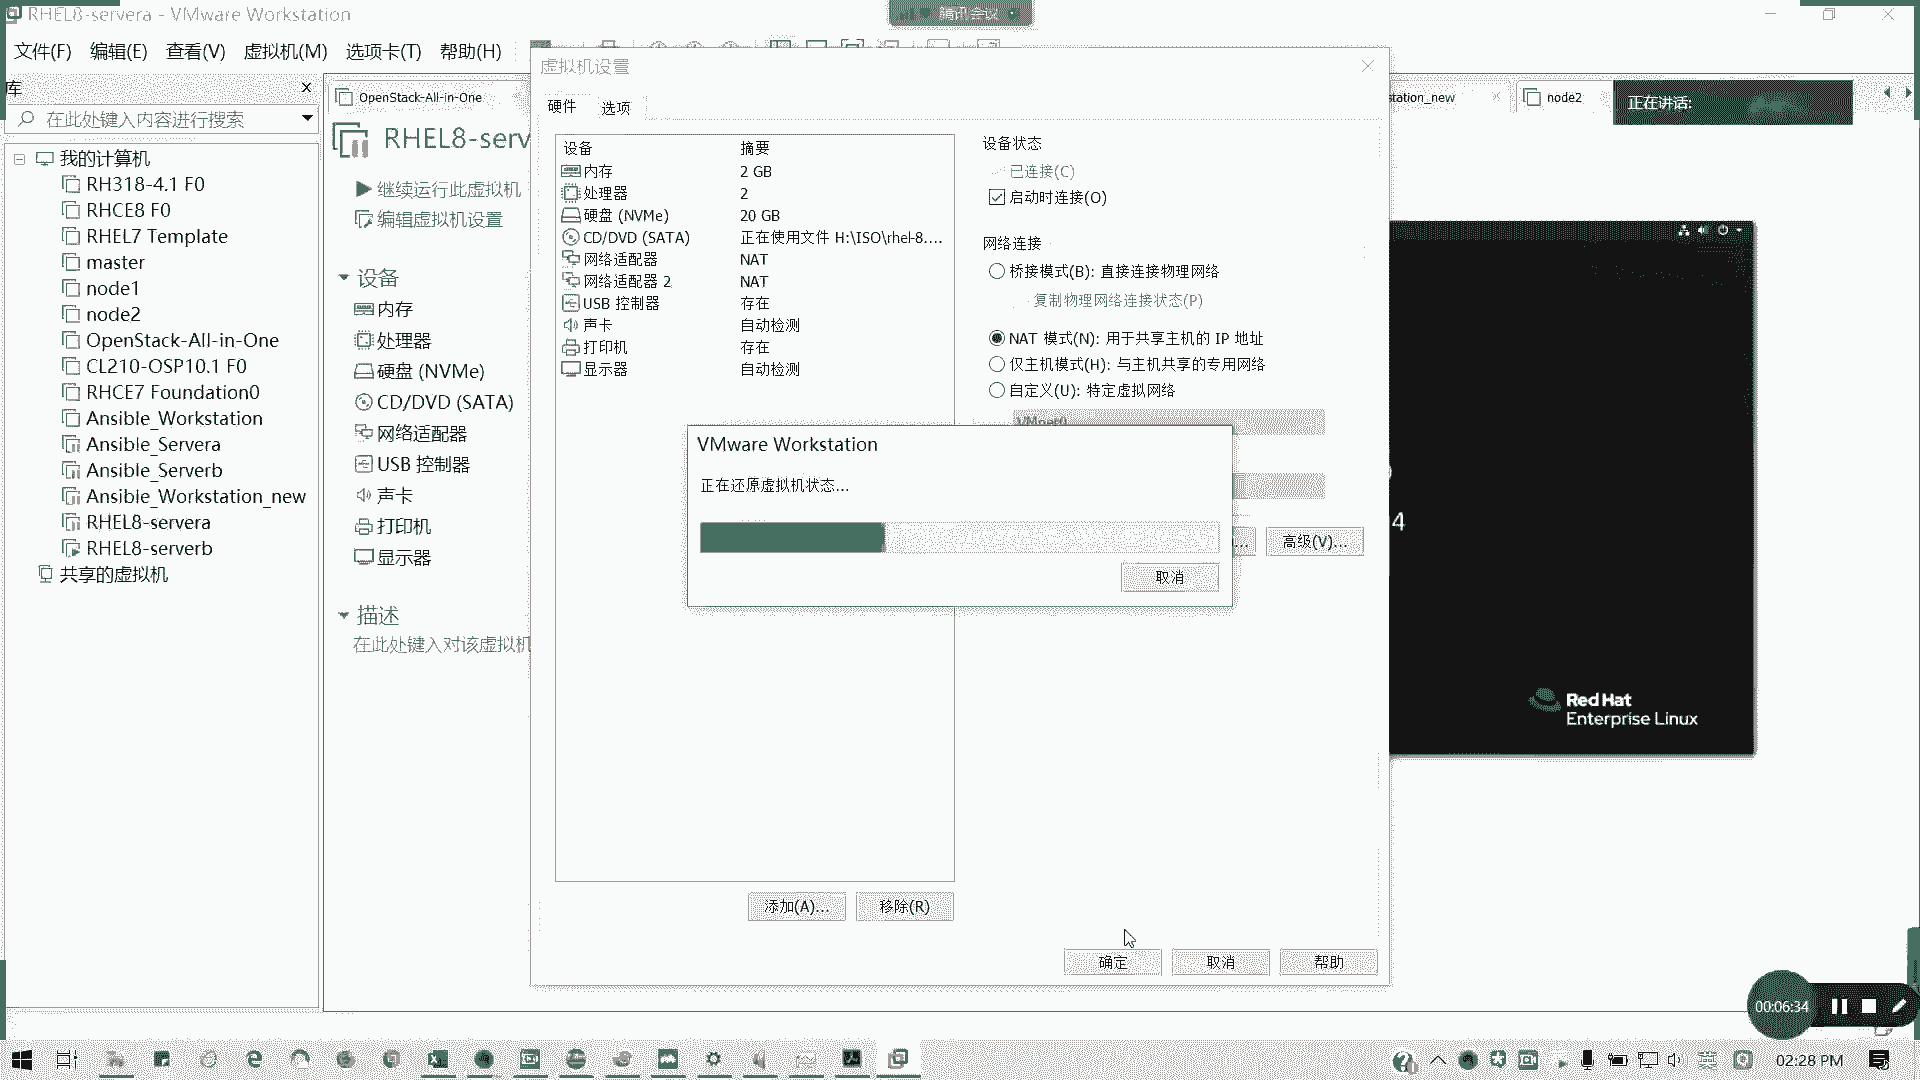 RHEL8-servera - VMware Workstation
腾讯会议
文件(F) 编辑(E) 查看(V) 虚拟机(M) 选项卡(T) 帮助(H)
库
在此处键入内容进行搜索
我的计算机
RH318-4.1 F0
RHCE8 F0
RHEL7 Template
master
node1
node2
OpenStack-All-in-One
CL210-OSP10.1 F0
RHCE7 Foundation0
Ansible_Workstation
Ansible_Servera
Ansible_Serverb
Ansible_Workstation_new
RHEL8-servera
RHEL8-serverb
共享的虚拟机
OpenStack-All-in-One
station_new
node2
正在讲话:
RHEL8-serv
继续运行此虚拟机
编辑虚拟机设置
设备
内存
处理器
硬盘 (NVMe)
CD/DVD (SATA)
网络适配器
USB 控制器
声卡
打印机
显示器
描述
在此处键入对该虚拟机
虚拟机设置
硬件 选项
设备 摘要
内存 2 GB
处理器 2
硬盘 (NVMe) 20 GB
CD/DVD (SATA) 正在使用文件 H:\ISO\rhel-8....
网络适配器 NAT
网络适配器 2 NAT
USB 控制器 存在
声卡 自动检测
打印机 存在
显示器 自动检测
添加(A)... 移除(R)
设备状态
已连接(C)
启动时连接(O)
网络连接
桥接模式(B): 直接连接物理网络
复制物理网络连接状态(P)
NAT 模式(N): 用于共享主机的 IP 地址
仅主机模式(H): 与主机共享的专用网络
自定义(U): 特定虚拟网络
VMnet0
高级(V)...
VMware Workstation
正在还原虚拟机状态...
取消
确定 取消 帮助
4
Red Hat
Enterprise Linux
00:06:34
英
02:28 PM